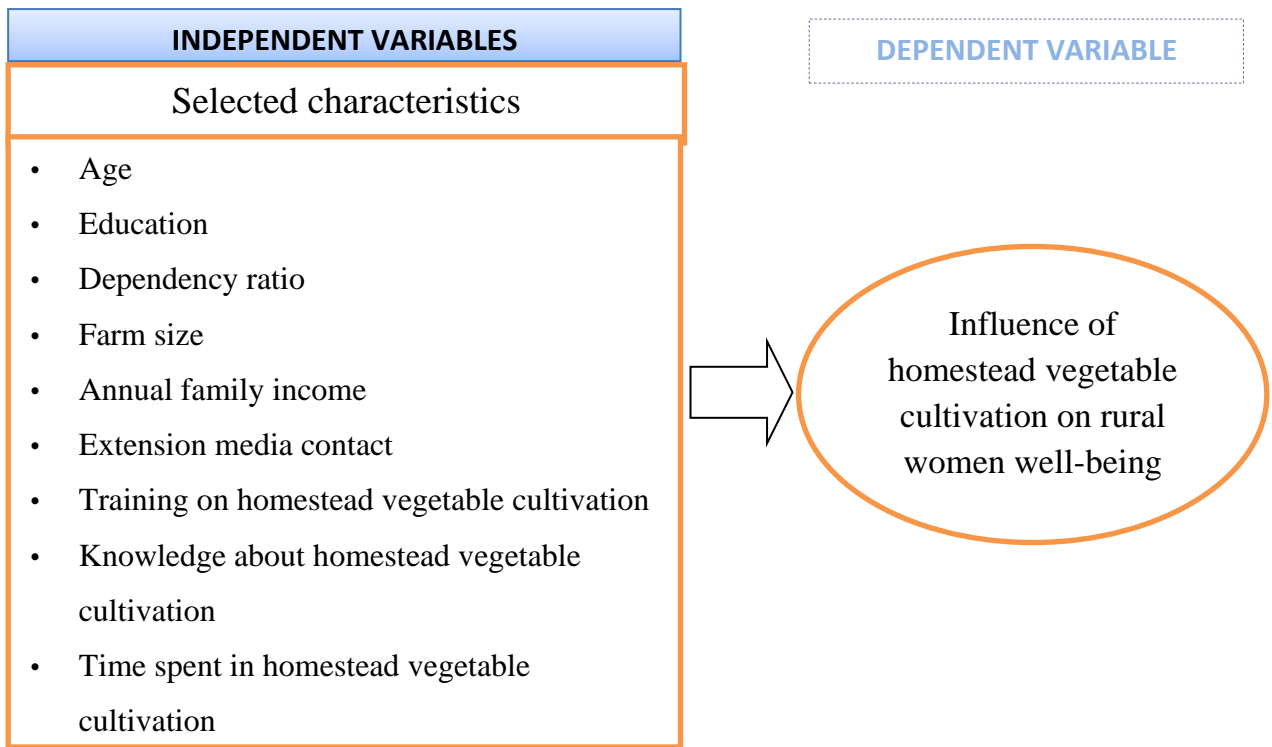 INDEPENDENT VARIABLES
Selected characteristics
• Age
• Education
• Dependency ratio
• Farm size
• Annual family income
• Extension media contact
• Training on homestead vegetable cultivation
• Knowledge about homestead vegetable
cultivation
• Time spent in homestead vegetable
cultivation
DEPENDENT VARIABLE
Influence of
homestead vegetable
cultivation on rural
women well-being